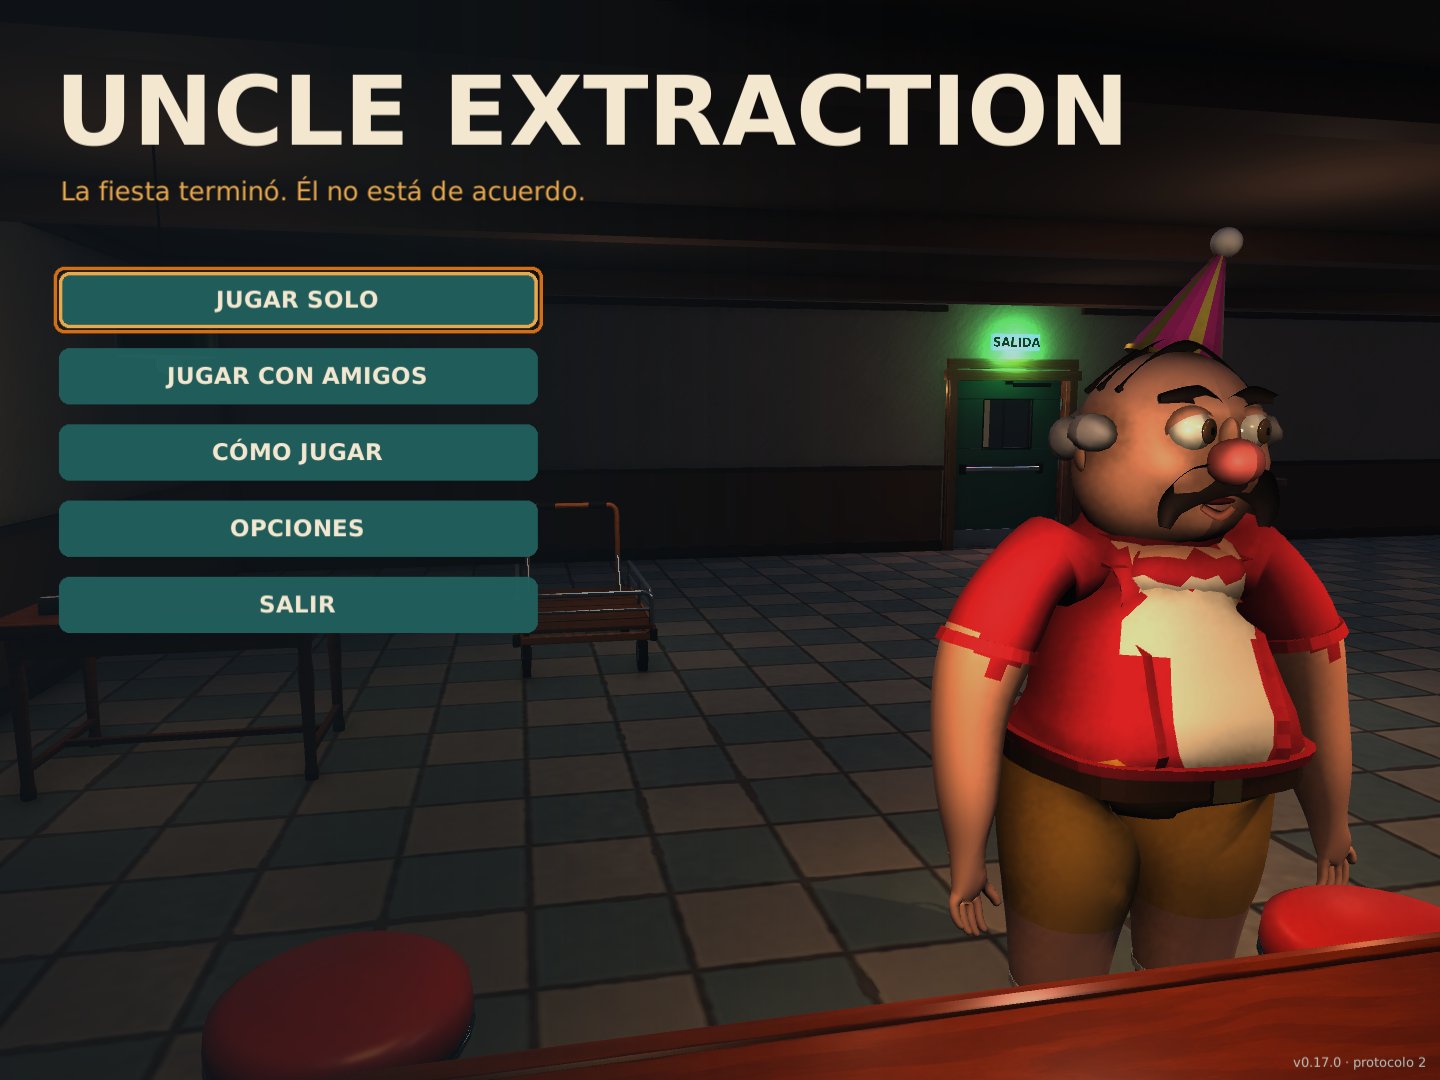 UNCLE EXTRACTION
La fiesta terminó. Él no está de acuerdo.
JUGAR SOLO
SALIDA
JUGAR CON AMIGOS
CÓMO JUGAR
OPCIONES
SALIR
v0.17.0 · protocolo 2